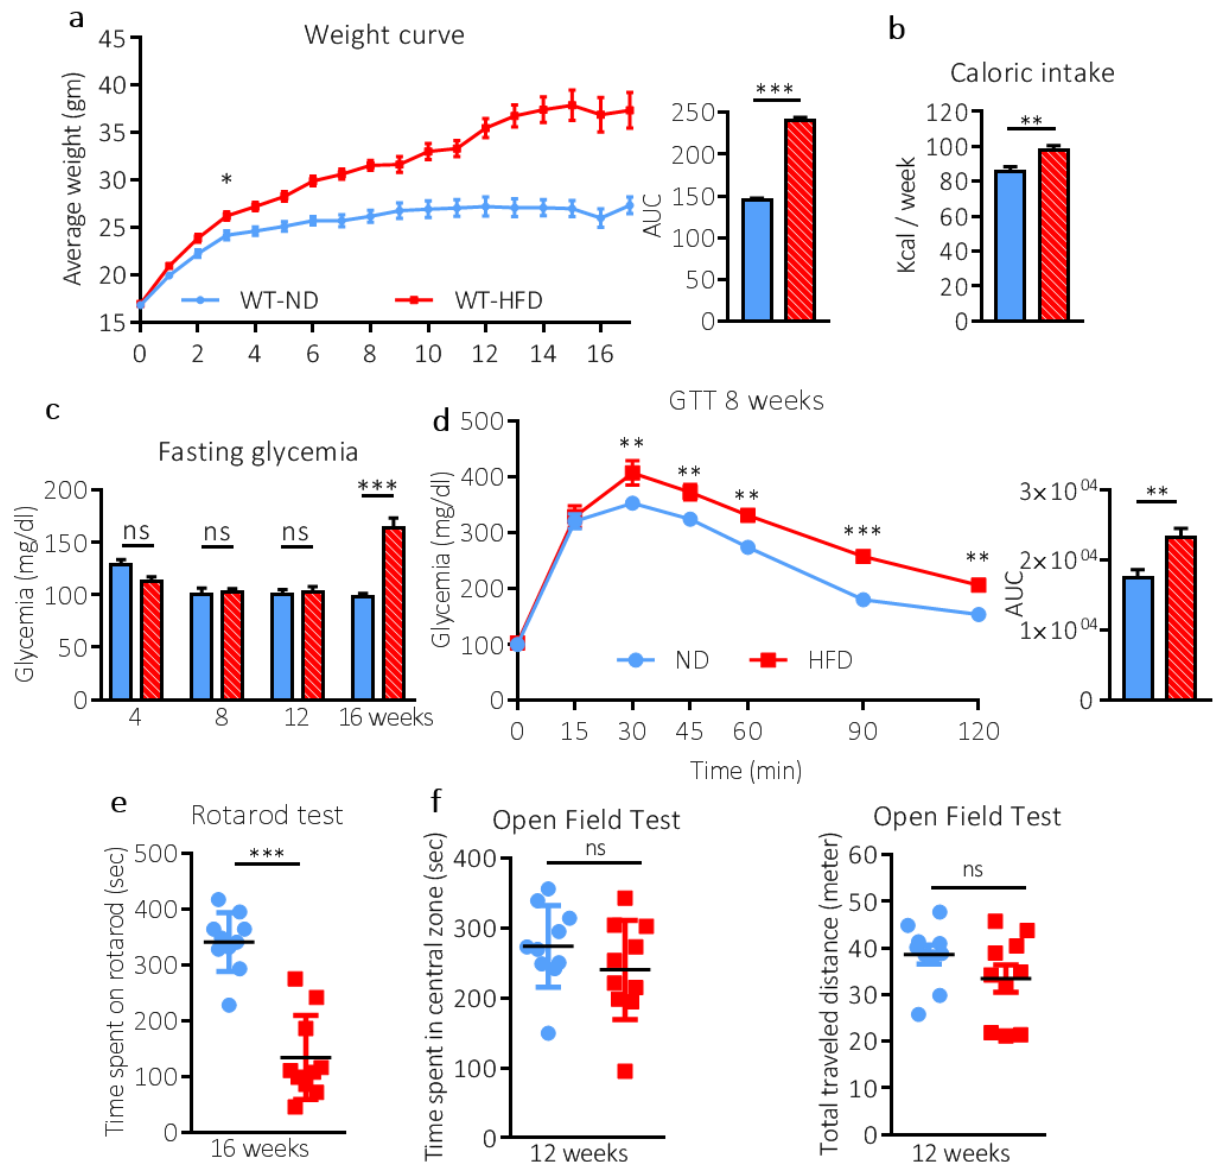 a
Weight curve
Average weight (gm)
45
40
35
30
25
20
15
*
WT-ND
WT-HFD
0
2
4
6
8
10
12
14
16
AUC
250
200
150
100
50
0
***
b
Caloric intake
Kcal / week
120
100
80
60
40
20
0
**
c
Fasting glycemia
Glycemia (mg/dl)
200
150
100
50
0
ns
ns
ns
***
4
8
12
16 weeks
d
GTT 8 weeks
Glycemia (mg/dl)
500
400
300
200
100
0
**
**
**
***
**
ND
HFD
0
15
30
45
60
90
120
Time (min)
AUC
3×10^04
2×10^04
1×10^04
0
**
e
Rotarod test
Time spent on rotarod (sec)
500
400
300
200
100
0
***
16 weeks
f
Open Field Test
Time spent in central zone (sec)
400
300
200
100
0
ns
12 weeks
Open Field Test
Total traveled distance (meter)
60
50
40
30
20
10
0
ns
12 weeks